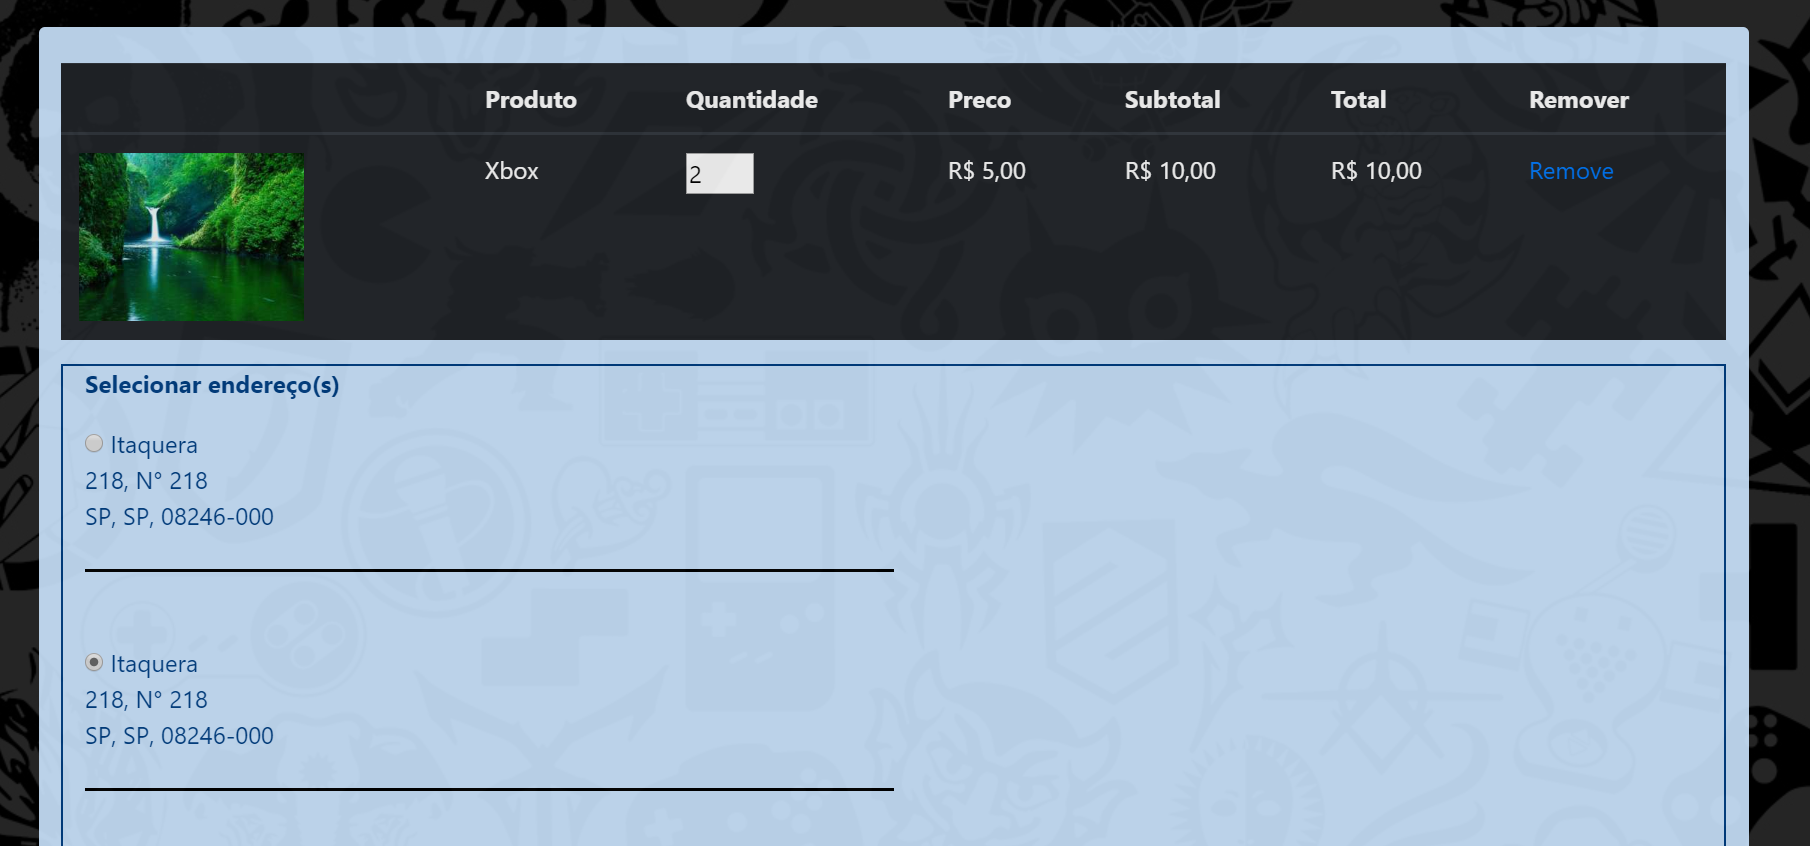 Produto Quantidade Preco Subtotal Total Remover
Xbox 2 R$ 5,00 R$ 10,00 R$ 10,00 Remove
Selecionar endereço(s)
Itaquera
218, N° 218
SP, SP, 08246-000
Itaquera
218, N° 218
SP, SP, 08246-000